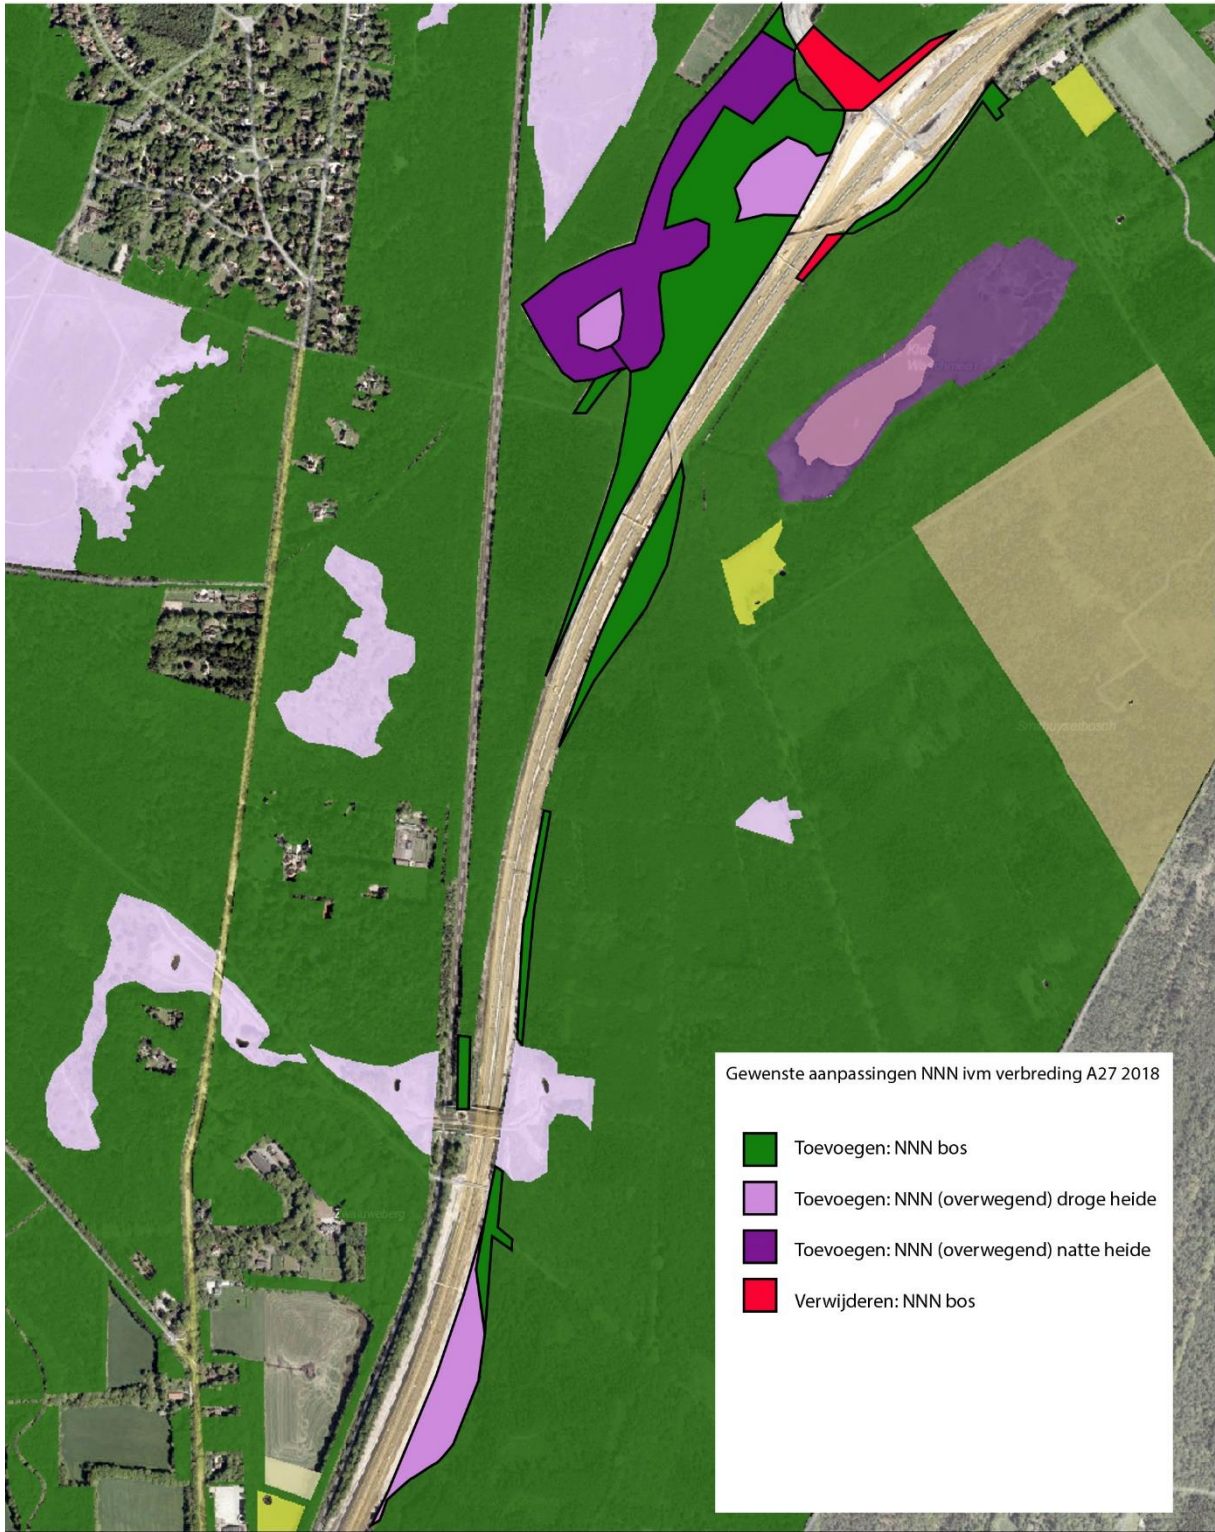 Gewenste aanpassingen NNN ivm verbreding A27 2018
Toevoegen: NNN bos
Toevoegen: NNN (overwegend) droge heide
Toevoegen: NNN (overwegend) natte heide
Verwijderen: NNN bos